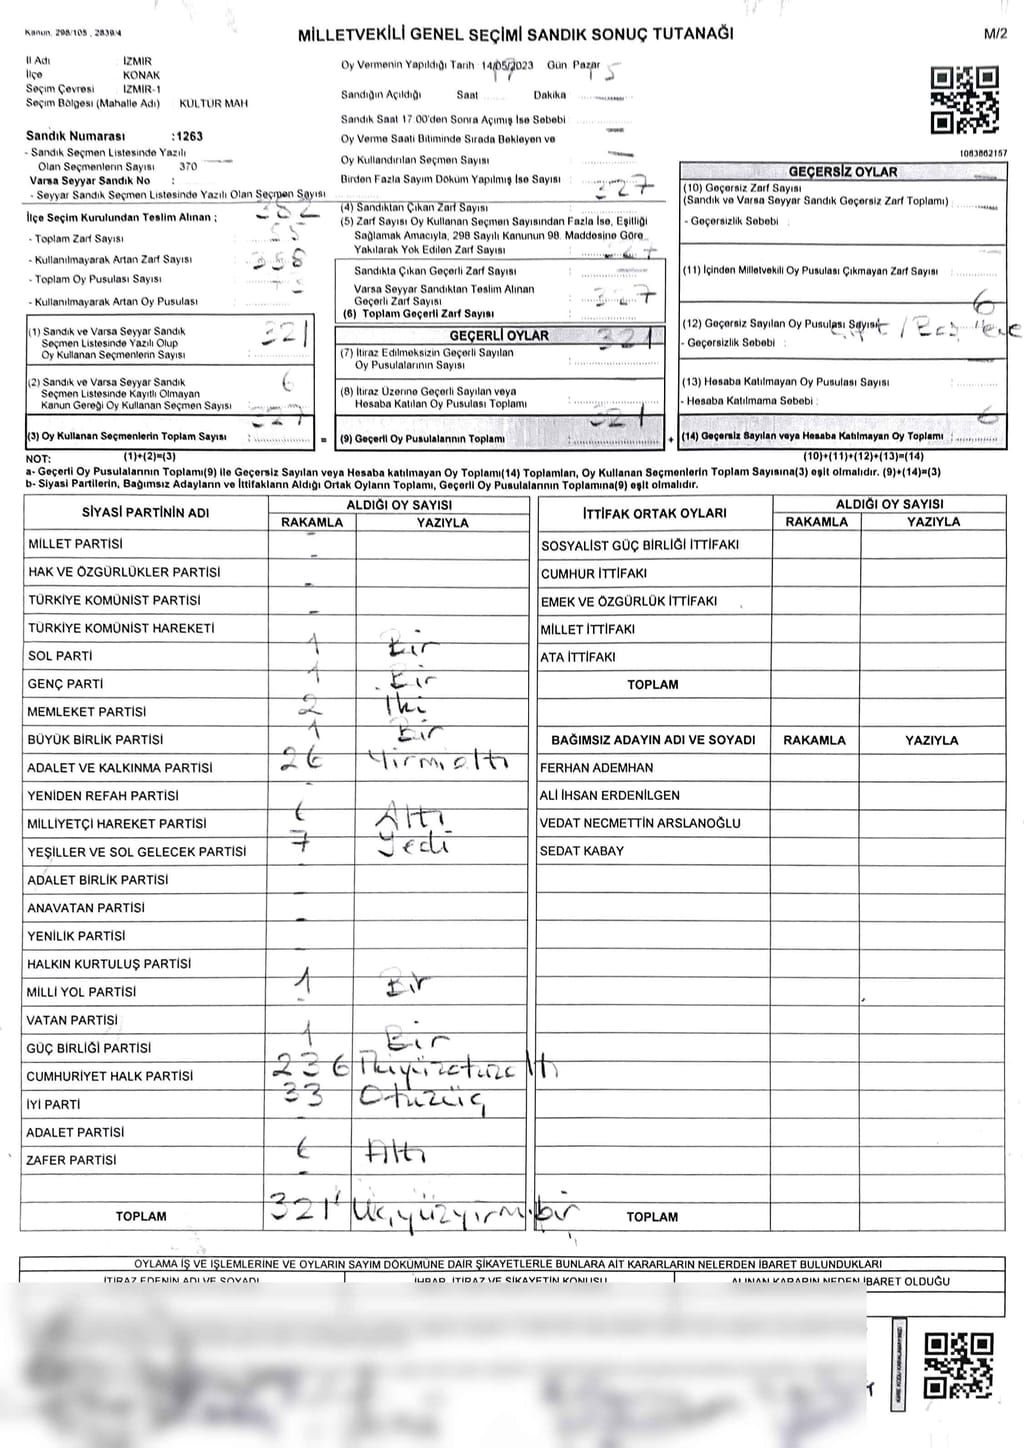 Kanun, 298/105 , 2839/4
MİLLETVEKİLİ GENEL SEÇİMİ SANDIK SONUÇ TUTANAĞI
M/2
İl Adı İZMİR
İlçe KONAK
Seçim Çevresi İZMİR-1
Seçim Bölgesi (Mahalle Adı) KÜLTÜR MAH
Sandık Numarası :1263
- Sandık Seçmen Listesinde Yazılı
Olan Seçmenlerin Sayısı 370
Varsa Seyyar Sandık No :
- Seyyar Sandık Seçmen Listesinde Yazılı Olan Seçmen Sayısı
İlçe Seçim Kurulundan Teslim Alınan ;
- Toplam Zarf Sayısı
- Kullanılmayarak Artan Zarf Sayısı
- Toplam Oy Pusulası Sayısı
358
- Kullanılmayarak Artan Oy Pusulası
(1) Sandık ve Varsa Seyyar Sandık
Seçmen Listesinde Yazılı Olup
Oy Kullanan Seçmenlerin Sayısı
321
(2) Sandık ve Varsa Seyyar Sandık
Seçmen Listesinde Kayıtlı Olmayan
Kanun Gereği Oy Kullanan Seçmen Sayısı
6
(3) Oy Kullanan Seçmenlerin Toplam Sayısı :
327
Oy Vermenin Yapıldığı Tarih 14/05/2023 Gün Pazar
Sandığın Açıldığı Saat Dakika
Sandık Saat 17 00'den Sonra Açımış İse Sebebi
Oy Verme Saati Bitiminde Sırada Bekleyen ve
Oy Kullandırılan Seçmen Sayısı
Birden Fazla Sayım Döküm Yapılmış İse Sayısı
327
(4) Sandıktan Çıkan Zarf Sayısı
(5) Zarf Sayısı Oy Kullanan Seçmen Sayısından Fazla İse, Eşitliği
Sağlamak Amacıyla, 298 Sayılı Kanunun 98. Maddesine Göre
Yakılarak Yok Edilen Zarf Sayısı
Sandıkta Çıkan Geçerli Zarf Sayısı
Varsa Seyyar Sandıktan Teslim Alınan
Geçerli Zarf Sayısı
327
(6) Toplam Geçerli Zarf Sayısı
GEÇERLİ OYLAR
321
(7) İtiraz Edilmeksizin Geçerli Sayılan
Oy Pusulalarının Sayısı
(8) İtiraz Üzerine Geçerli Sayılan veya
Hesaba Katılan Oy Pusulası Toplamı
321
= (9) Geçerli Oy Pusulalarının Toplamı
1083862157
GEÇERSİZ OYLAR
(10) Geçersiz Zarf Sayısı
(Sandık ve Varsa Seyyar Sandık Geçersiz Zarf Toplamı)
- Geçersizlik Sebebi :
(11) İçinden Milletvekili Oy Pusulası Çıkmayan Zarf Sayısı
6
(12) Geçersiz Sayılan Oy Pusulası Sayısı
- Geçersizlik Sebebi :
(13) Hesaba Katılmayan Oy Pusulası Sayısı
- Hesaba Katılmama Sebebi :
6
+ (14) Geçersiz Sayılan veya Hesaba Katılmayan Oy Toplamı
NOT: (1)+(2)=(3) (10)+(11)+(12)+(13)=(14)
a- Geçerli Oy Pusulalarının Toplamı(9) ile Geçersiz Sayılan veya Hesaba katılmayan Oy Toplamı(14) Toplamları, Oy Kullanan Seçmenlerin Toplam Sayısına(3) eşit olmalıdır. (9)+(14)=(3)
b- Siyasi Partilerin, Bağımsız Adayların ve İttifakların Aldığı Ortak Oyların Toplamı, Geçerli Oy Pusulalarının Toplamına(9) eşit olmalıdır.
SİYASİ PARTİNİN ADI ALDIĞI OY SAYISI
RAKAMLA YAZIYLA
MİLLET PARTİSİ -
HAK VE ÖZGÜRLÜKLER PARTİSİ -
TÜRKİYE KOMÜNİST PARTİSİ -
TÜRKİYE KOMÜNİST HAREKETİ -
SOL PARTİ 1 Bir
GENÇ PARTİ 1 Bir
MEMLEKET PARTİSİ 2 İki
BÜYÜK BİRLİK PARTİSİ 1 Bir
ADALET VE KALKINMA PARTİSİ 26 Yirmialtı
YENİDEN REFAH PARTİSİ -
MİLLİYETÇİ HAREKET PARTİSİ 6 Altı
YEŞİLLER VE SOL GELECEK PARTİSİ 7 Yedi
ADALET BİRLİK PARTİSİ -
ANAVATAN PARTİSİ -
YENİLİK PARTİSİ -
HALKIN KURTULUŞ PARTİSİ
MİLLİ YOL PARTİSİ 1 Bir
VATAN PARTİSİ -
GÜÇ BİRLİĞİ PARTİSİ 1 Bir
CUMHURİYET HALK PARTİSİ 236 İkiyüzotuzaltı
İYİ PARTİ 33 Otuzüç
ADALET PARTİSİ -
ZAFER PARTİSİ 6 Altı
-
TOPLAM 321 Üçyüzyirmibir
İTTİFAK ORTAK OYLARI ALDIĞI OY SAYISI
RAKAMLA YAZIYLA
SOSYALİST GÜÇ BİRLİĞİ İTTİFAKI
CUMHUR İTTİFAKI
EMEK VE ÖZGÜRLÜK İTTİFAKI
MİLLET İTTİFAKI
ATA İTTİFAKI
TOPLAM
BAĞIMSIZ ADAYIN ADI VE SOYADI RAKAMLA YAZIYLA
FERHAN ADEMHAN
ALİ İHSAN ERDENİLGEN
VEDAT NECMETTİN ARSLANOĞLU
SEDAT KABAY
TOPLAM
OYLAMA İŞ VE İŞLEMLERİNE VE OYLARIN SAYIM DÖKÜMÜNE DAİR ŞİKAYETLERLE BUNLARA AİT KARARLARIN NELERDEN İBARET BULUNDUKLARI
İTİRAZ EDENİN ADI VE SOYADI İHBAR, İTİRAZ VE ŞİKAYETİN KONUSU ALINAN KARARIN NEDEN İBARET OLDUĞU